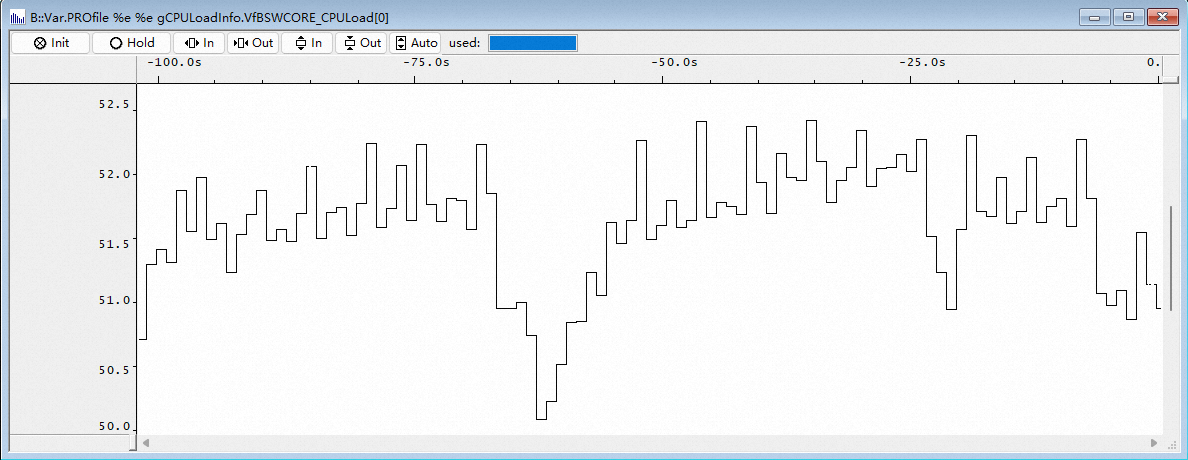 B::Var.PROfile %e %e gCPULoadInfo.VfBSWCORE_CPULoad[0]
Init Hold In Out In Out Auto used:
-100.0s -75.0s -50.0s -25.0s 0.
52.5
52.0
51.5
51.0
50.5
50.0